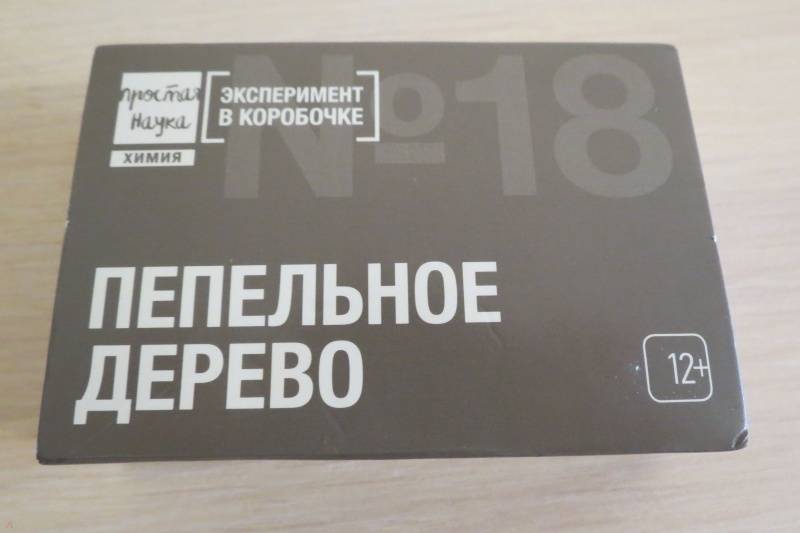 №18
простая
наука
ХИМИЯ
ЭКСПЕРИМЕНТ
В КОРОБОЧКЕ
ПЕПЕЛЬНОЕ
ДЕРЕВО
12+